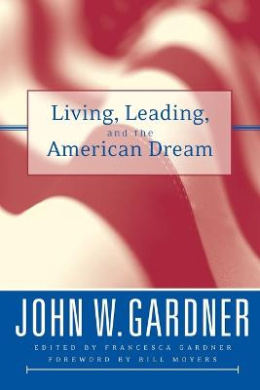 Living, Leading,
and the
American Dream
JOHN W. GARDNER
EDITED BY FRANCESCA GARDNER
FOREWORD BY BILL MOYERS